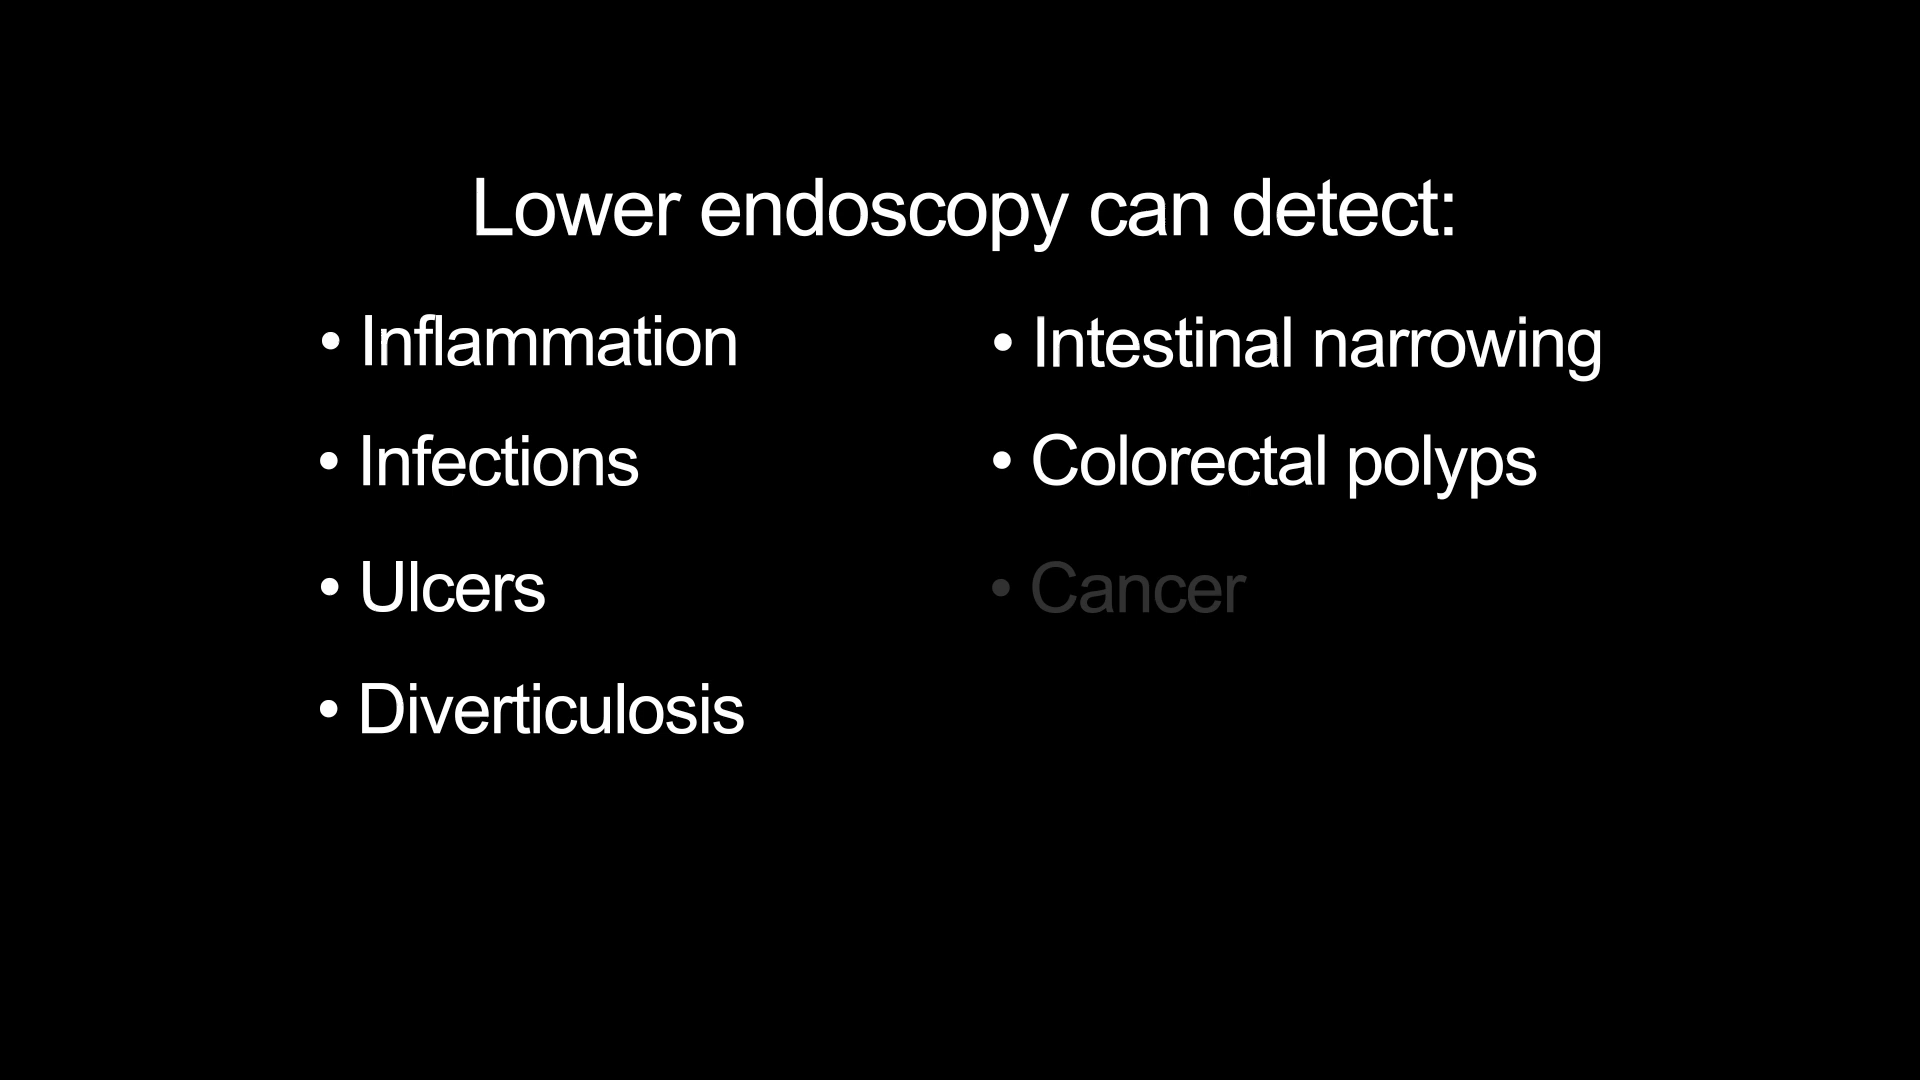 Lower endoscopy can detect:
• Inflammation
• Infections
• Ulcers
• Diverticulosis
• Intestinal narrowing
• Colorectal polyps
• Cancer